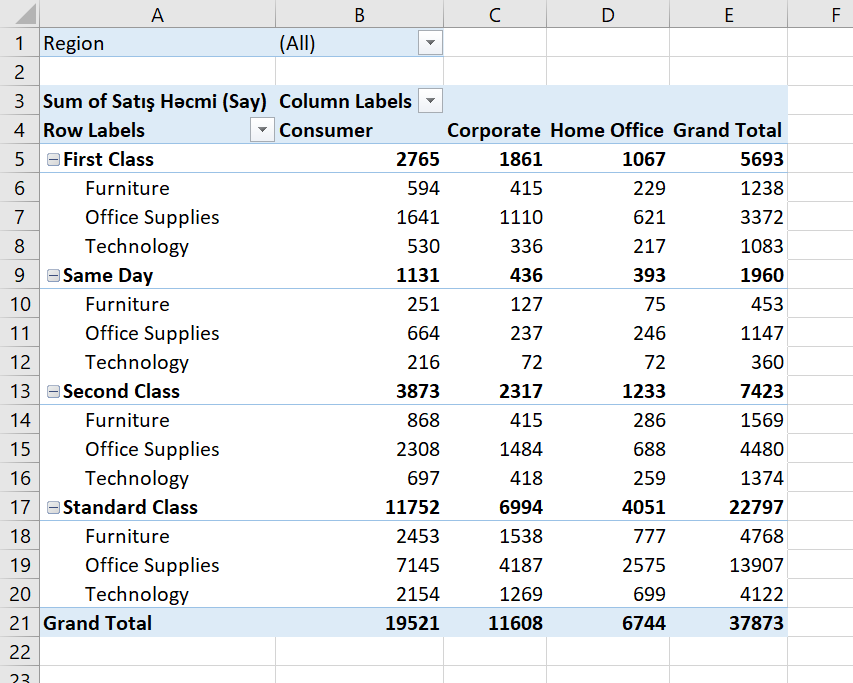 A B C D E F
1 Region (All)
2
3 Sum of Satış Həcmi (Say) Column Labels
4 Row Labels Consumer Corporate Home Office Grand Total
5 First Class 2765 1861 1067 5693
6 Furniture 594 415 229 1238
7 Office Supplies 1641 1110 621 3372
8 Technology 530 336 217 1083
9 Same Day 1131 436 393 1960
10 Furniture 251 127 75 453
11 Office Supplies 664 237 246 1147
12 Technology 216 72 72 360
13 Second Class 3873 2317 1233 7423
14 Furniture 868 415 286 1569
15 Office Supplies 2308 1484 688 4480
16 Technology 697 418 259 1374
17 Standard Class 11752 6994 4051 22797
18 Furniture 2453 1538 777 4768
19 Office Supplies 7145 4187 2575 13907
20 Technology 2154 1269 699 4122
21 Grand Total 19521 11608 6744 37873
22
23